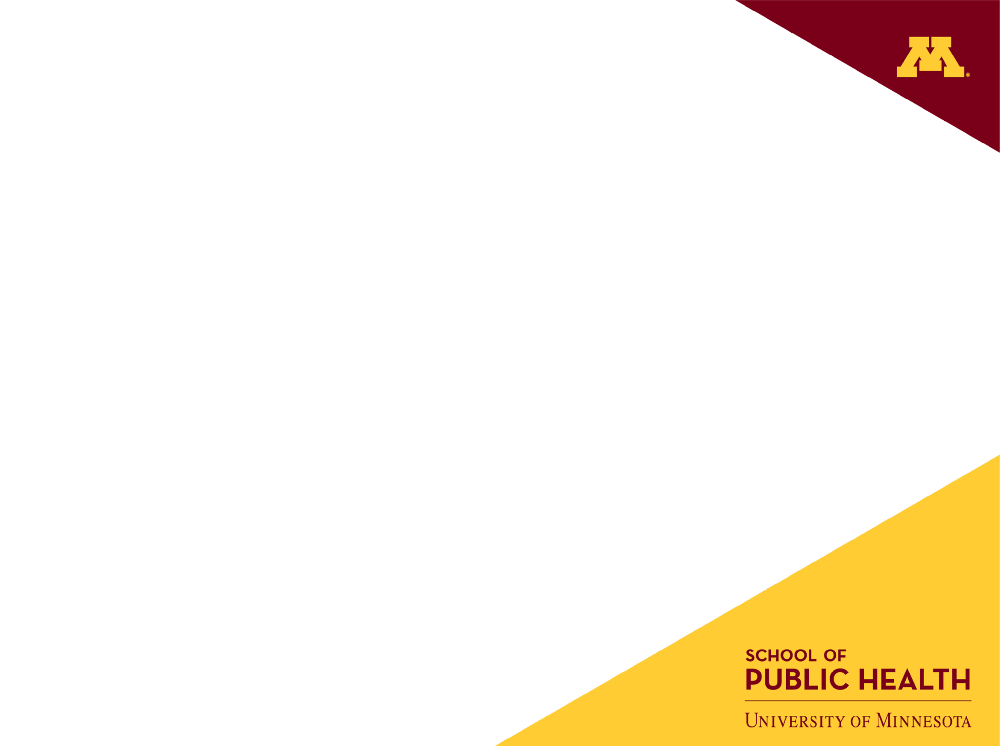 M®
SCHOOL OF
PUBLIC HEALTH
UNIVERSITY OF MINNESOTA